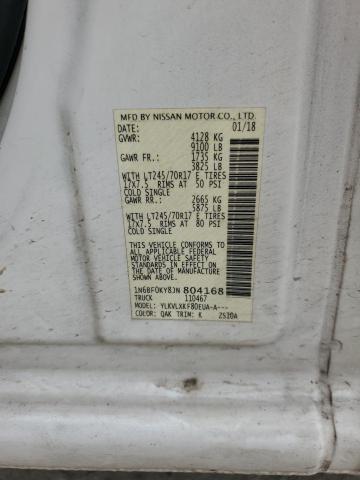 MFD BY NISSAN MOTOR CO., LTD.
DATE: 01/18
GVWR: 4128 KG
9100 LB
GAWR FR.: 1735 KG
3825 LB
WITH LT245/70R17 E TIRES
17X7.5 RIMS AT 50 PSI
COLD SINGLE
GAWR RR.: 2665 KG
5875 LB
WITH LT245/70R17 E TIRES
17X7.5 RIMS AT 80 PSI
COLD SINGLE
THIS VEHICLE CONFORMS TO ALL
APPLICABLE U.S. FEDERAL
MOTOR VEHICLE SAFETY
STANDARDS IN EFFECT ON THE
DATE OF MANUFACTURE SHOWN
ABOVE.
1N6BF0KY8JN 804168
TRUCK 110467
MODEL: YLKVLXKF80EUA-A---
COLOR: QAK TRIM: K ZSI0A